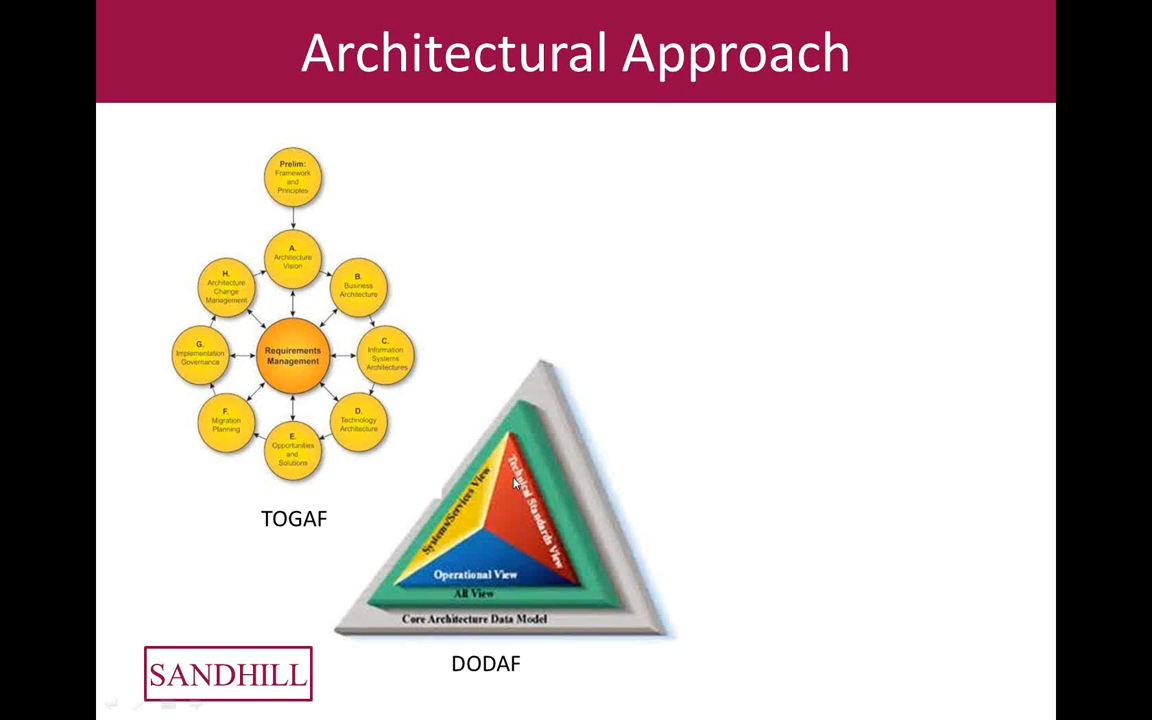 Architectural Approach
Prelim:
Framework
and
Principles
A.
Architecture
Vision
H.
Architecture
Change
Management
B.
Business
Architecture
G.
Implementation
Governance
Requirements
Management
C.
Information
Systems
Architectures
F.
Migration
Planning
D.
Technology
Architecture
E.
Opportunities
and
Solutions
TOGAF
Systems/Services View
Technical Standards View
Operational View
All View
Core Architecture Data Model
DODAF
SANDHILL